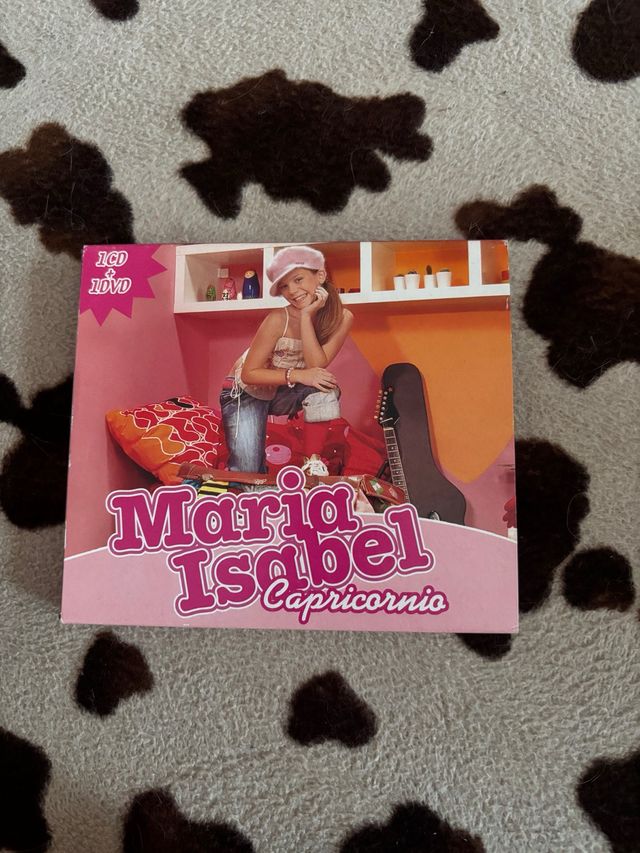 1CD
+
1DVD
Maria
Isabel
Capricornio